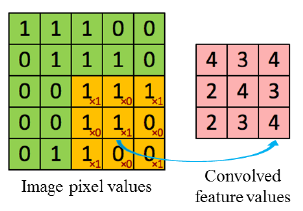 1 1 1 0 0
0 1 1 1 0
0 0 1×1 1×0 1×1
0 0 1×0 1×1 0×0
0 1 1×1 0×0 0×1
4 3 4
2 4 3
2 3 4
Image pixel values
Convolved
feature values